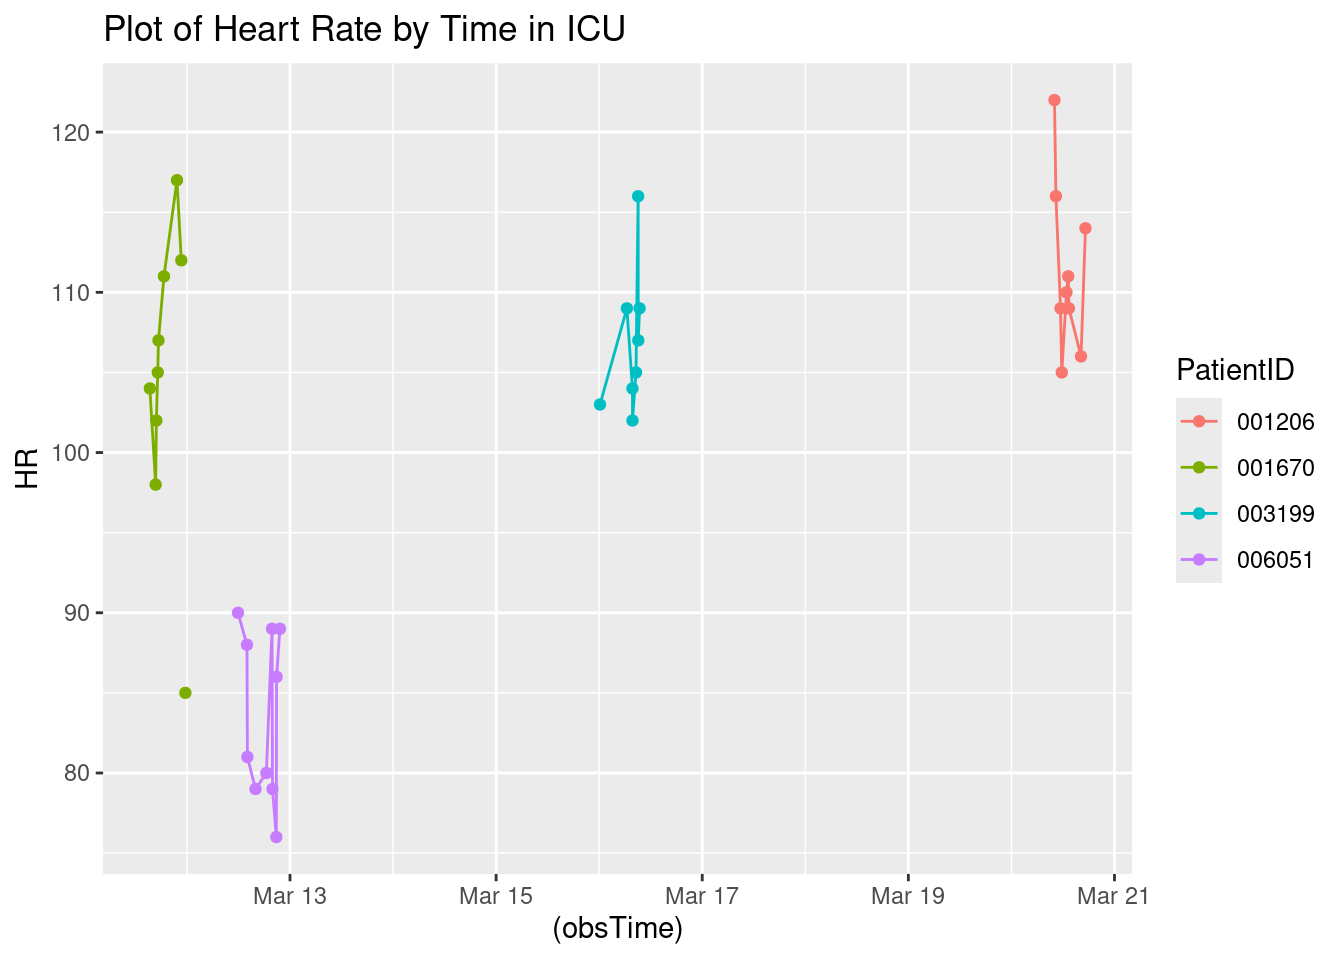 Plot of Heart Rate by Time in ICU
120
110
100
90
80
HR
Mar 13
Mar 15
Mar 17
Mar 19
Mar 21
(obsTime)
PatientID
001206
001670
003199
006051